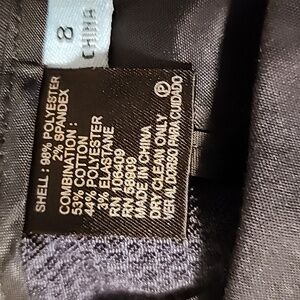 8
CHINA
SHELL : 98% POLYESTER
2% SPANDEX
COMBINATION :
53% COTTON
44% POLYESTER
3% ELASTANE
RN 106409
RN 58909
MADE IN CHINA
DRY CLEAN ONLY
VER AL DORSO PARA CUIDADO
P